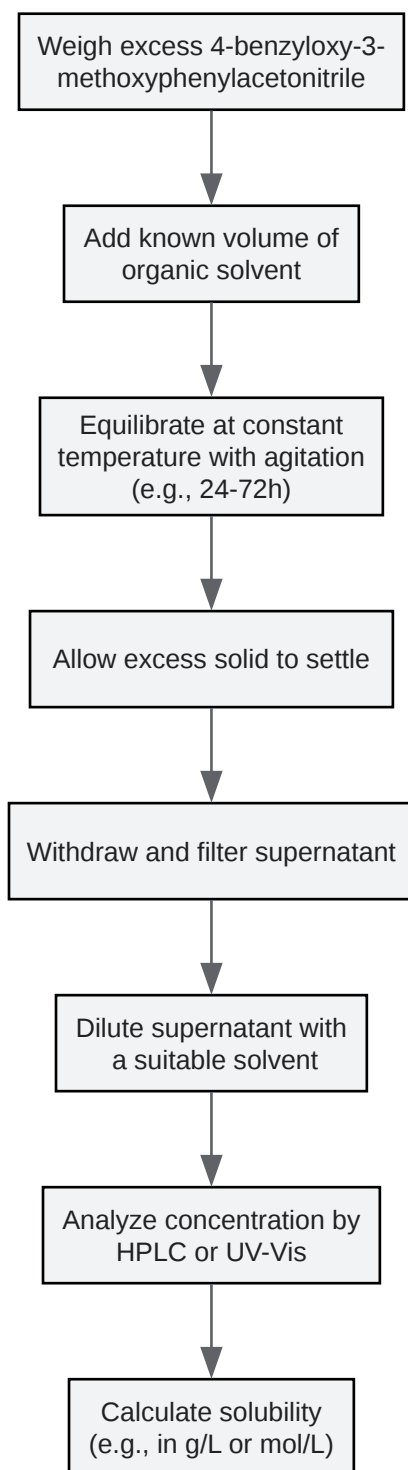 Weigh excess 4-benzyloxy-3-
methoxyphenylacetonitrile
Add known volume of
organic solvent
Equilibrate at constant
temperature with agitation
(e.g., 24-72h)
Allow excess solid to settle
Withdraw and filter supernatant
Dilute supernatant with
a suitable solvent
Analyze concentration by
HPLC or UV-Vis
Calculate solubility
(e.g., in g/L or mol/L)